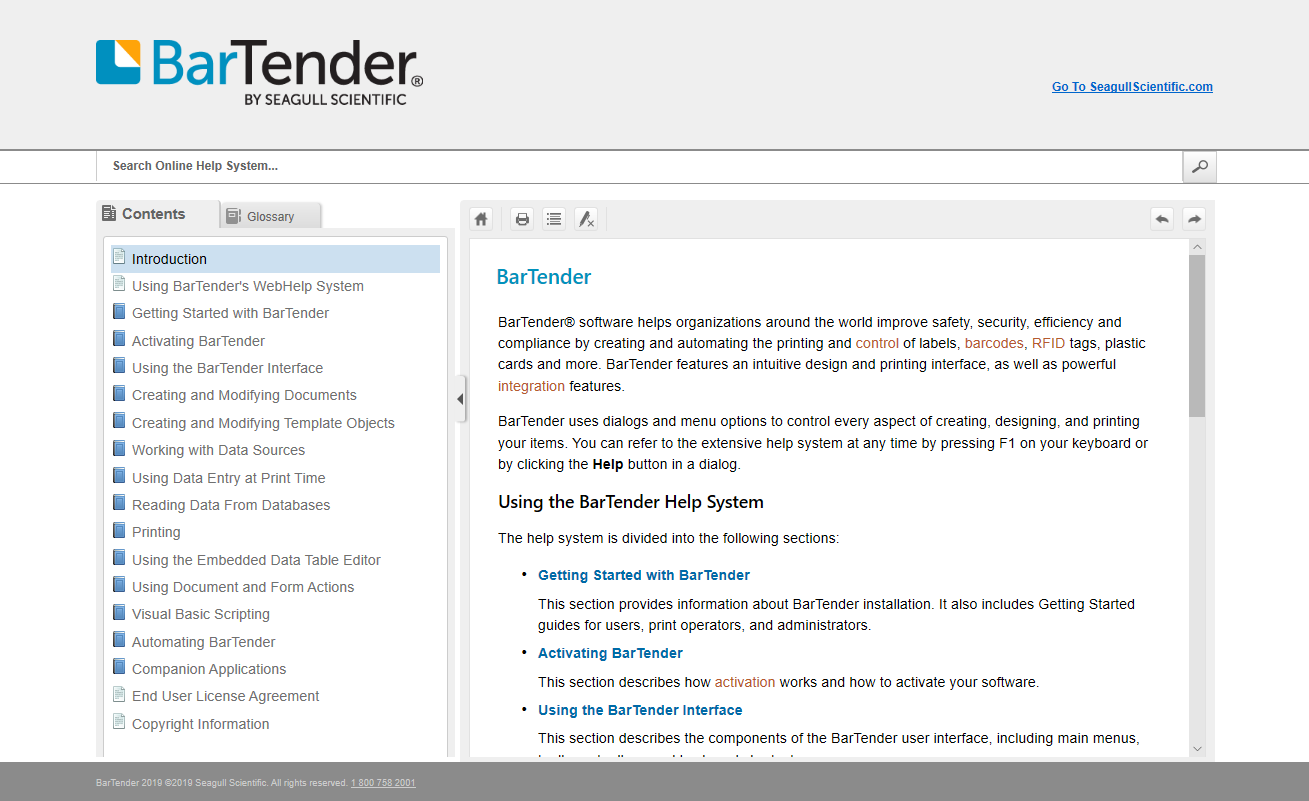 BarTender®
BY SEAGULL SCIENTIFIC
Go To SeagullScientific.com
Search Online Help System...
Contents
Glossary
Introduction
Using BarTender's WebHelp System
Getting Started with BarTender
Activating BarTender
Using the BarTender Interface
Creating and Modifying Documents
Creating and Modifying Template Objects
Working with Data Sources
Using Data Entry at Print Time
Reading Data From Databases
Printing
Using the Embedded Data Table Editor
Using Document and Form Actions
Visual Basic Scripting
Automating BarTender
Companion Applications
End User License Agreement
Copyright Information
BarTender
BarTender® software helps organizations around the world improve safety, security, efficiency and
compliance by creating and automating the printing and control of labels, barcodes, RFID tags, plastic
cards and more. BarTender features an intuitive design and printing interface, as well as powerful
integration features.
BarTender uses dialogs and menu options to control every aspect of creating, designing, and printing
your items. You can refer to the extensive help system at any time by pressing F1 on your keyboard or
by clicking the Help button in a dialog.
Using the BarTender Help System
The help system is divided into the following sections:
• Getting Started with BarTender
This section provides information about BarTender installation. It also includes Getting Started
guides for users, print operators, and administrators.
• Activating BarTender
This section describes how activation works and how to activate your software.
• Using the BarTender Interface
This section describes the components of the BarTender user interface, including main menus,
BarTender 2019 ©2019 Seagull Scientific. All rights reserved. 1 800 758 2001